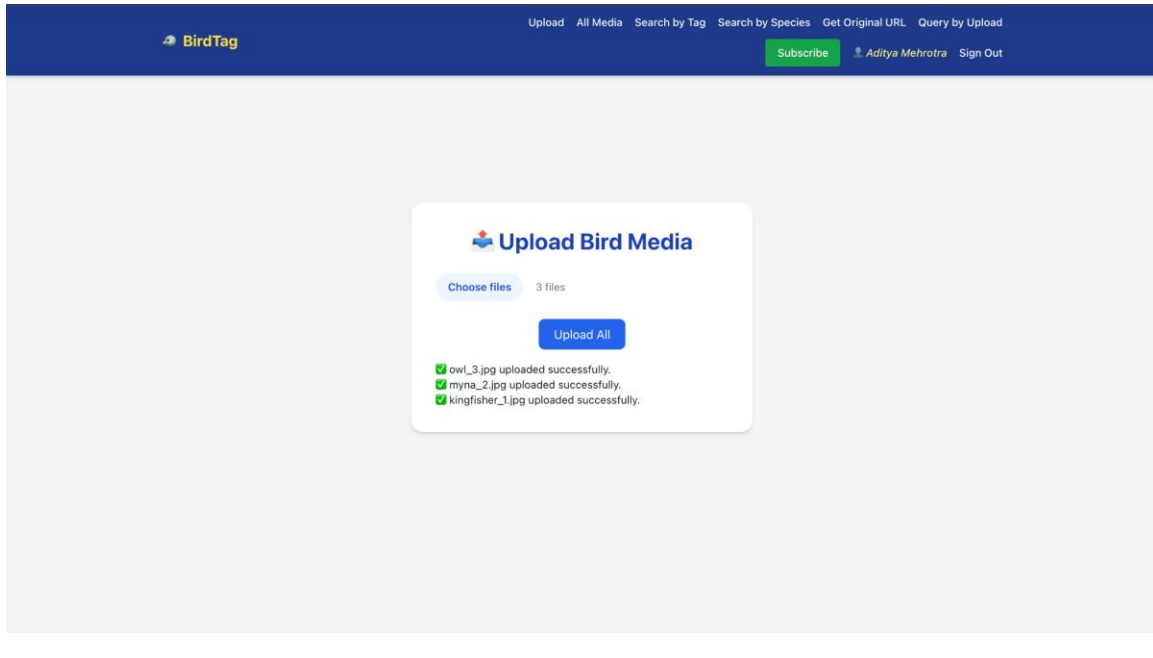 BirdTag
Upload All Media Search by Tag Search by Species Get Original URL Query by Upload
Subscribe Aditya Mehrotra Sign Out
Upload Bird Media
Choose files 3 files
Upload All
owl_3.jpg uploaded successfully.
myna_2.jpg uploaded successfully.
kingfisher_1.jpg uploaded successfully.